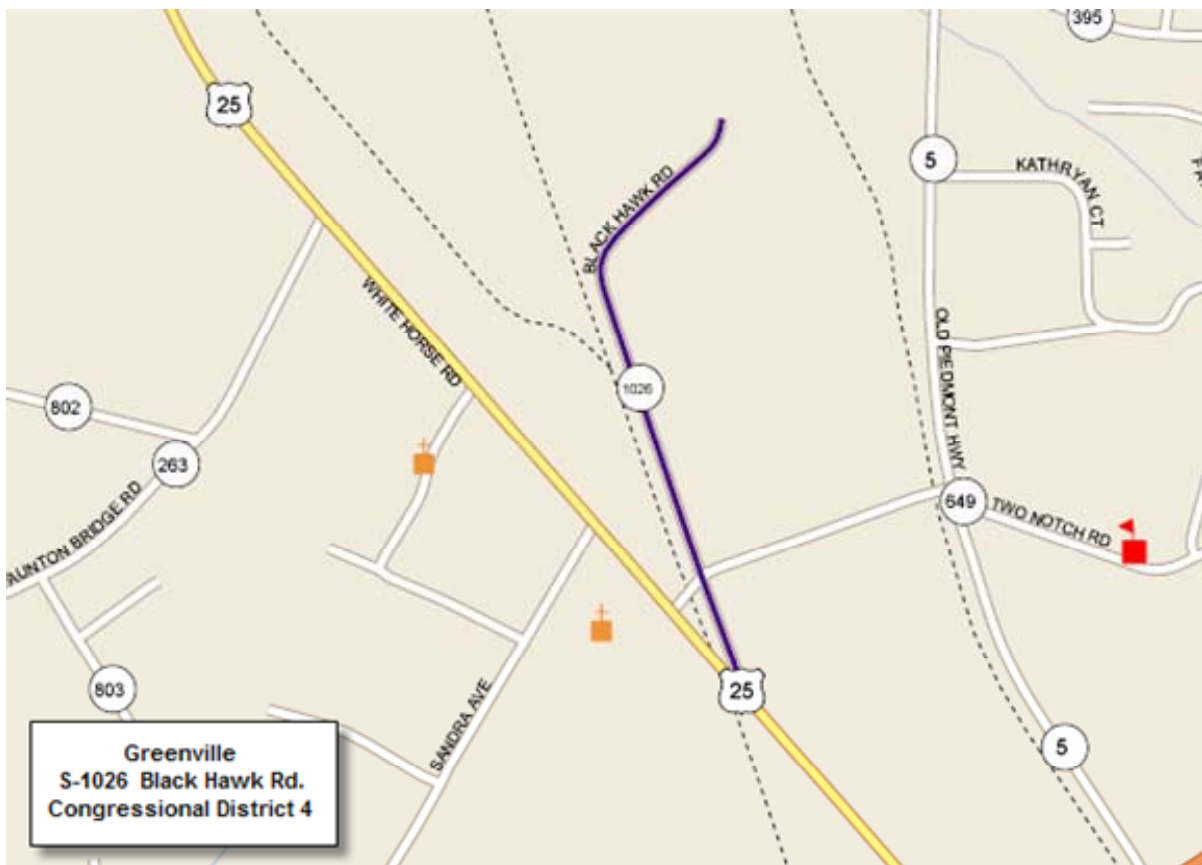 395
25
5
KATHRYAN CT
BLACK HAWK RD
WHITE HORSE RD
OLD PIEDMONT HWY
1026
802
263
649
TWO NOTCH RD
AUNTON BRIDGE RD
803
25
SANDRA AVE
5
Greenville
S-1026 Black Hawk Rd.
Congressional District 4